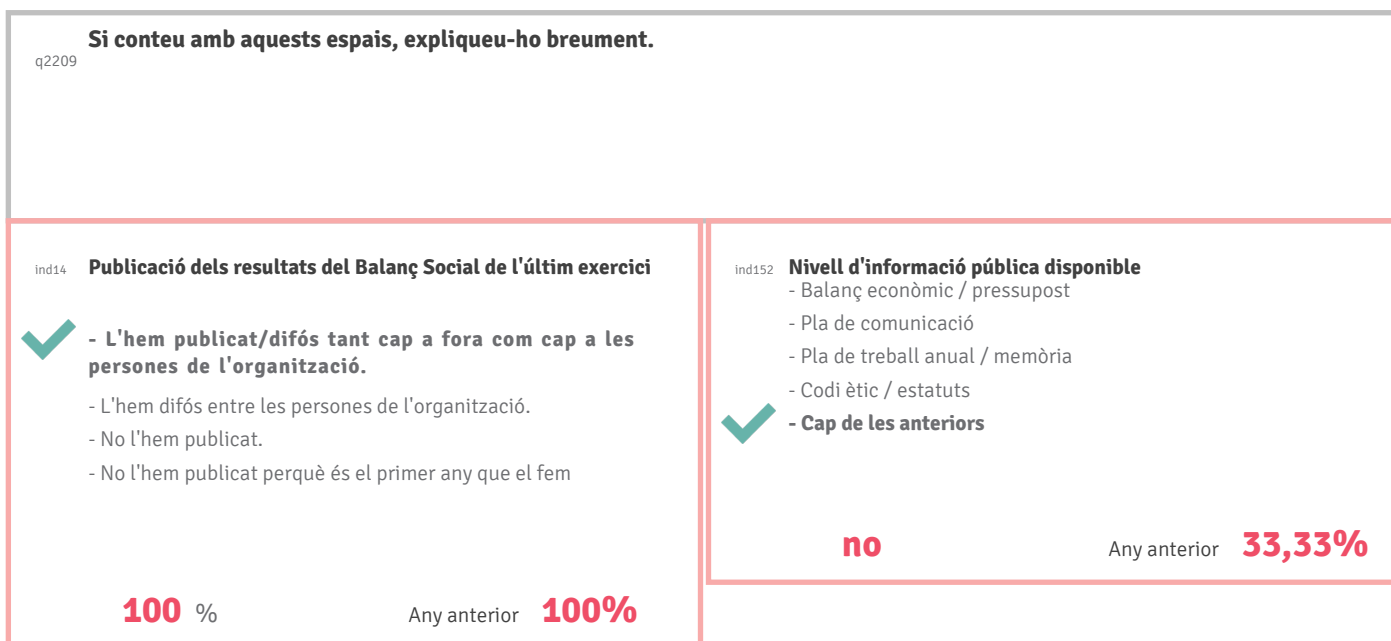 Si conteu amb aquests espais, expliqueu-ho breument.
q2209
ind14 Publicació dels resultats del Balanç Social de l'últim exercici
- L'hem publicat/difós tant cap a fora com cap a les
persones de l'organització.
- L'hem difós entre les persones de l'organització.
- No l'hem publicat.
- No l'hem publicat perquè és el primer any que el fem
100 % Any anterior 100%
ind152 Nivell d'informació pública disponible
- Balanç econòmic / pressupost
- Pla de comunicació
- Pla de treball anual / memòria
- Codi ètic / estatuts
- Cap de les anteriors
no Any anterior 33,33%